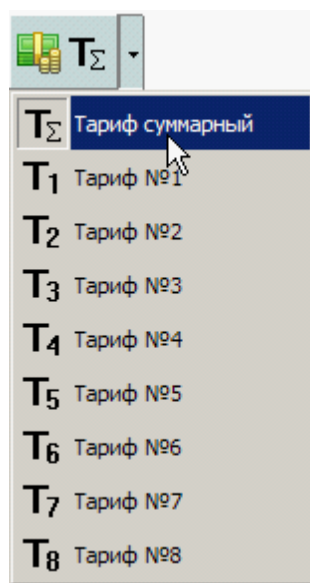 TΣ
TΣ Тариф суммарный
T1 Тариф №1
T2 Тариф №2
T3 Тариф №3
T4 Тариф №4
T5 Тариф №5
T6 Тариф №6
T7 Тариф №7
T8 Тариф №8